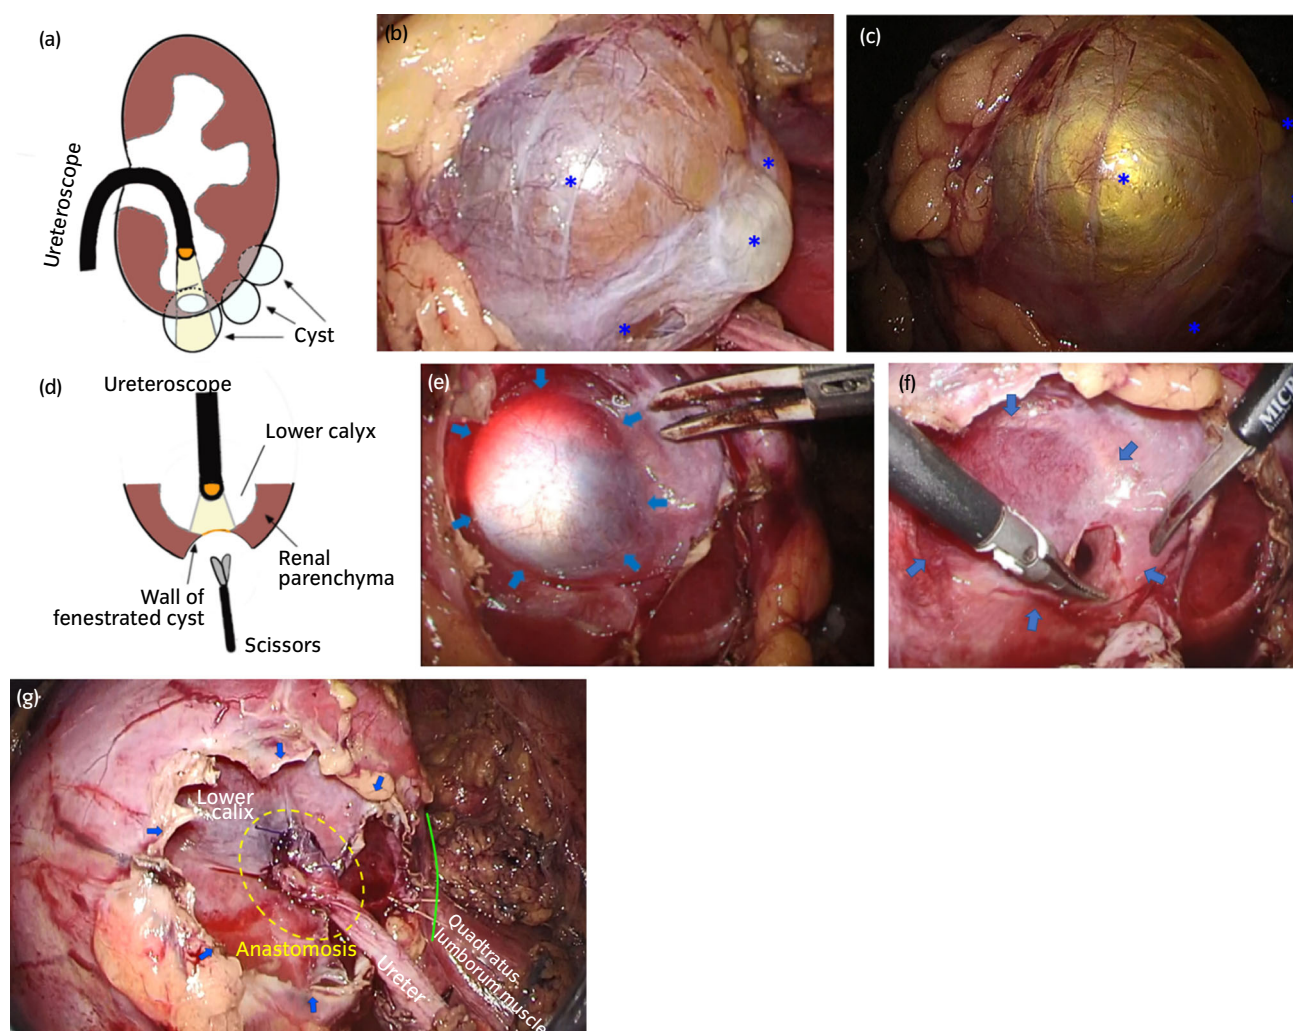 (a)
Ureteroscope
Cyst
(b)
(c)
(d)
Ureteroscope
Lower calyx
Renal
parenchyma
Wall of
fenestrated cyst
Scissors
(e)
(f)
MICR
(g)
Lower
calix
Anastomosis
Ureter
Quadtratus
lumborum muscle